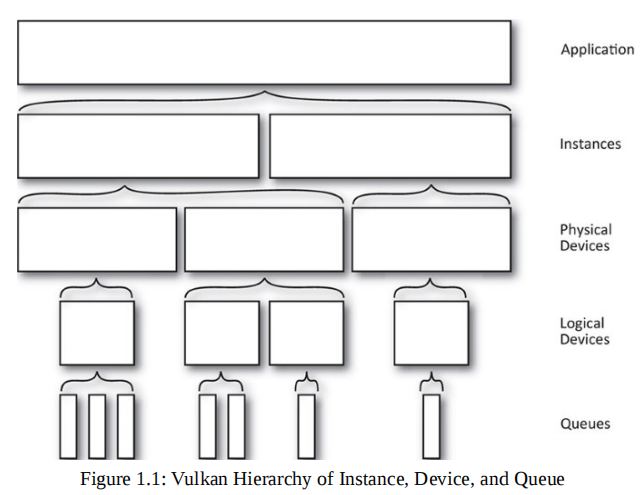 Application
Instances
Physical
Devices
Logical
Devices
Queues
Figure 1.1: Vulkan Hierarchy of Instance, Device, and Queue